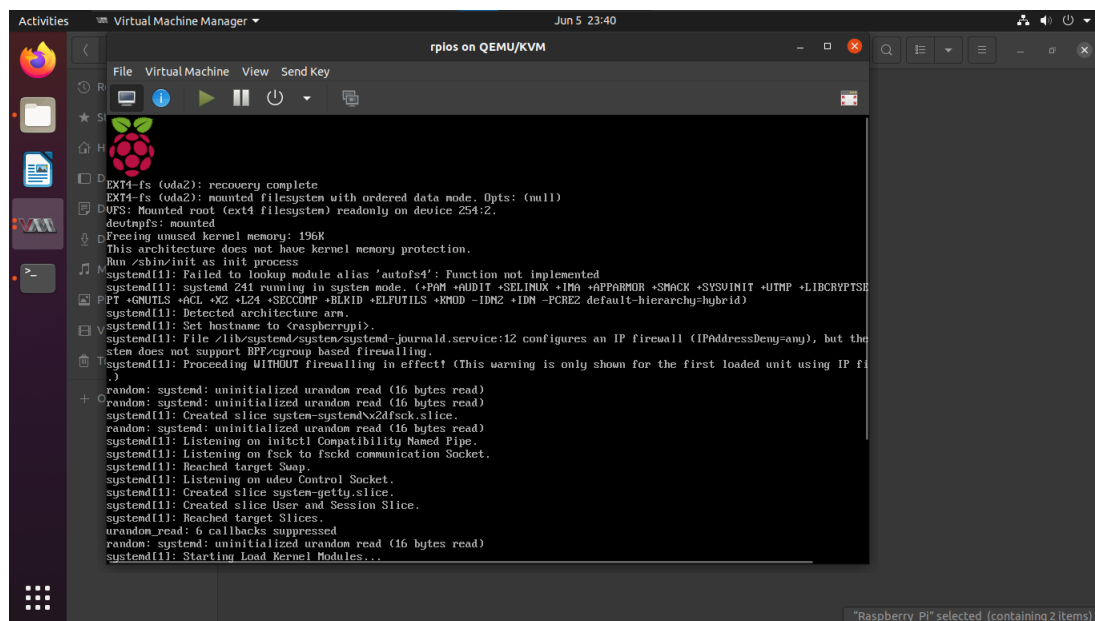 Activities
Virtual Machine Manager
Jun 5 23:40
rpios on QEMU/KVM
File Virtual Machine View Send Key
EXT4-fs (vda2): recovery complete
EXT4-fs (vda2): mounted filesystem with ordered data mode. Opts: (null)
VFS: Mounted root (ext4 filesystem) readonly on device 254:2.
devtmpfs: mounted
Freeing unused kernel memory: 196K
This architecture does not have kernel memory protection.
Run /sbin/init as init process
systemd[1]: Failed to lookup module alias 'autofs4': Function not implemented
systemd[1]: systemd 241 running in system mode. (+PAM +AUDIT +SELINUX +IMA +APPARMOR +SMACK +SYSVINIT +UTMP +LIBCRYPTSE
PT +GNUTLS +ACL +XZ +LZ4 +SECCOMP +BLKID +ELFUTILS +KMOD -IDN2 +IDN -PCRE2 default-hierarchy=hybrid)
systemd[1]: Detected architecture arm.
systemd[1]: Set hostname to <raspberrypi>.
systemd[1]: File /lib/systemd/system/systemd-journald.service:12 configures an IP firewall (IPAddressDeny=any), but the
stem does not support BPF/cgroup based firewalling.
systemd[1]: Proceeding WITHOUT firewalling in effect! (This warning is only shown for the first loaded unit using IP fi
.)
random: systemd: uninitialized urandom read (16 bytes read)
random: systemd: uninitialized urandom read (16 bytes read)
systemd[1]: Created slice system-systemd\x2dfsck.slice.
random: systemd: uninitialized urandom read (16 bytes read)
systemd[1]: Listening on initctl Compatibility Named Pipe.
systemd[1]: Listening on fsck to fsckd communication Socket.
systemd[1]: Reached target Swap.
systemd[1]: Listening on udev Control Socket.
systemd[1]: Created slice system-getty.slice.
systemd[1]: Created slice User and Session Slice.
systemd[1]: Reached target Slices.
urandom_read: 6 callbacks suppressed
random: systemd: uninitialized urandom read (16 bytes read)
systemd[1]: Starting Load Kernel Modules...
"Raspberry Pi" selected (containing 2 items)